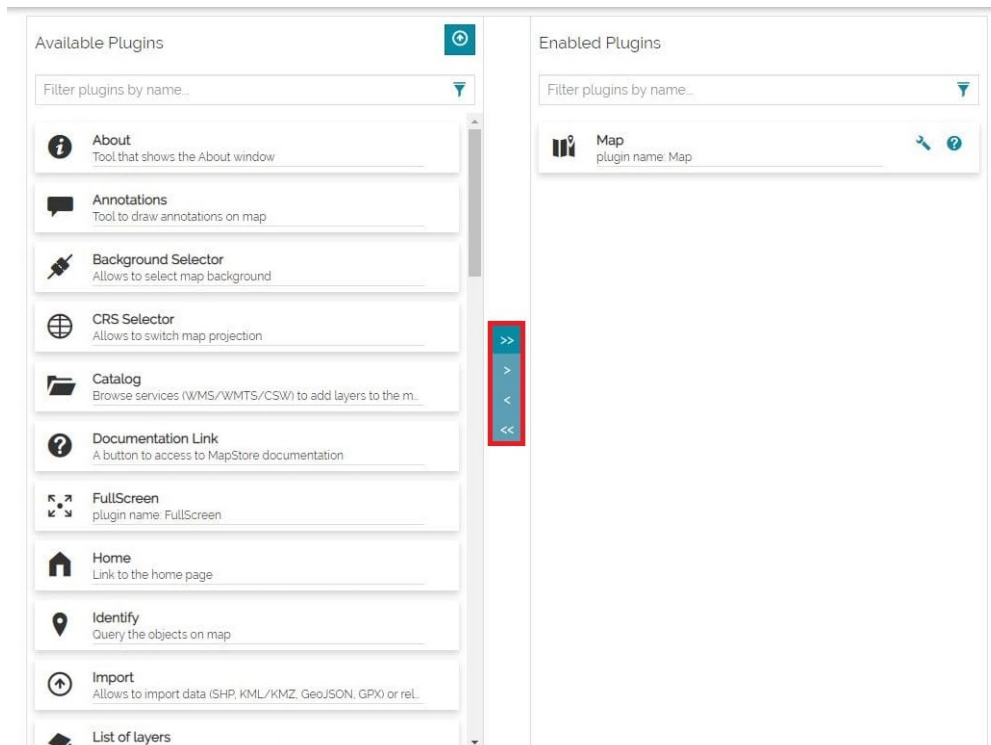 Available Plugins
Filter plugins by name...
About
Tool that shows the About window
Annotations
Tool to draw annotations on map
Background Selector
Allows to select map background
CRS Selector
Allows to switch map projection
Catalog
Browse services (WMS/WMTS/CSW) to add layers to the m...
Documentation Link
A button to access to MapStore documentation
FullScreen
plugin name: FullScreen
Home
Link to the home page
Identify
Query the objects on map
Import
Allows to import data (SHP, KML/KMZ, GeoJSON, GPX) or rel...
List of layers
>>
>
<
<<
Enabled Plugins
Filter plugins by name...
Map
plugin name: Map